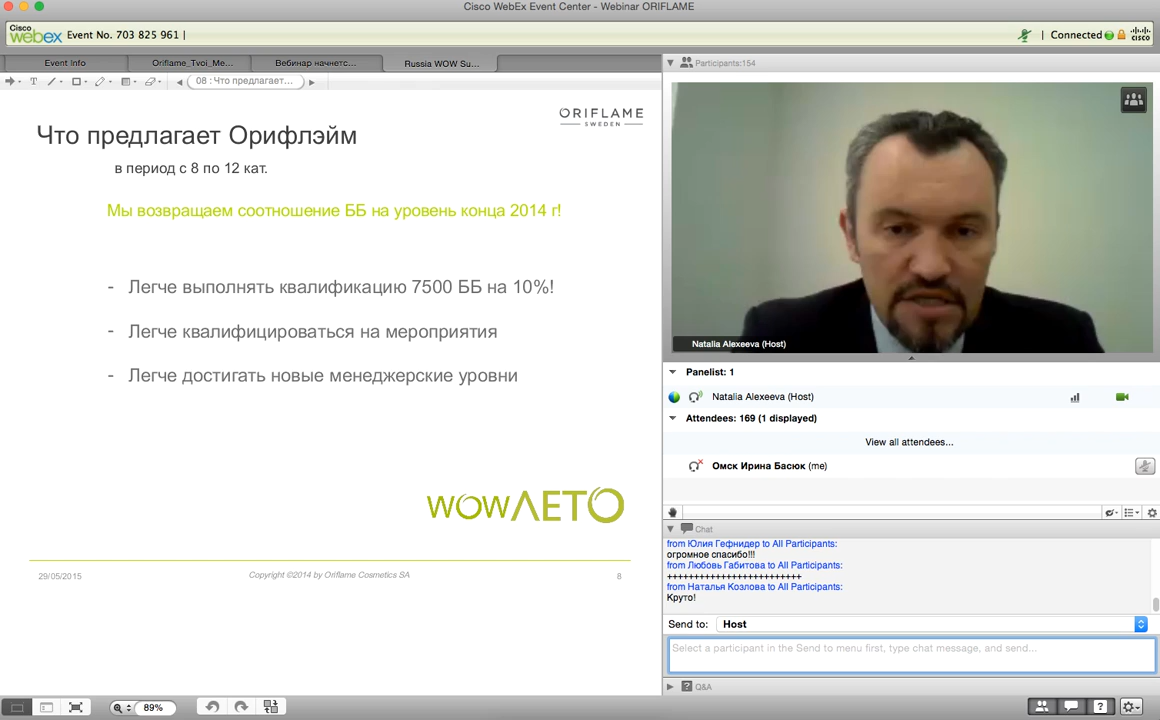 Cisco WebEx Event Center - Webinar ORIFLAME
Cisco webex Event No. 703 825 961 |
| Connected
CISCO
Event Info
Oriflame_Tvoi_Me...
Вебинар начнетс...
Russia WOW Su...
T
08 : Что предлагает...
ORIFLAME
SWEDEN
Что предлагает Орифлэйм
в период с 8 по 12 кат.
Мы возвращаем соотношение ББ на уровень конца 2014 г!
- Легче выполнять квалификацию 7500 ББ на 10%!
- Легче квалифицироваться на мероприятия
- Легче достигать новые менеджерские уровни
WOWЛЕТО
29/05/2015
Copyright ©2014 by Oriflame Cosmetics SA
8
89%
Participants:154
Natalia Alexeeva (Host)
Panelist: 1
Natalia Alexeeva (Host)
Attendees: 169 (1 displayed)
View all attendees...
Омск Ирина Басюк (me)
Chat
from Юлия Гефнидер to All Participants:
огромное спасибо!!!
from Любовь Габитова to All Participants:
+++++++++++++++++++++++++
from Наталья Козлова to All Participants:
Круто!
Send to: Host
Select a participant in the Send to menu first, type chat message, and send...
? Q&A
?